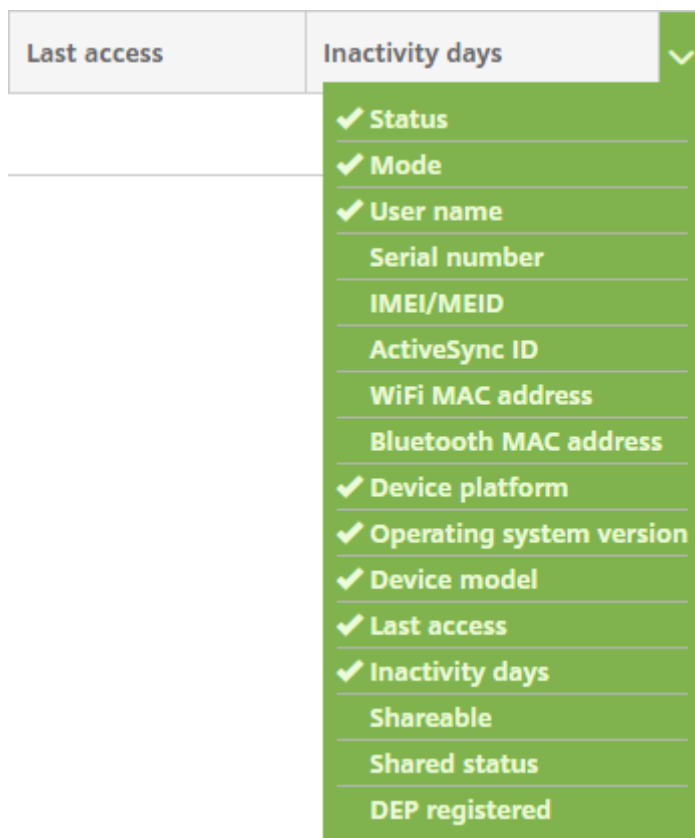 Last access
Inactivity days
Status
Mode
User name
Serial number
IMEI/MEID
ActiveSync ID
WiFi MAC address
Bluetooth MAC address
Device platform
Operating system version
Device model
Last access
Inactivity days
Shareable
Shared status
DEP registered